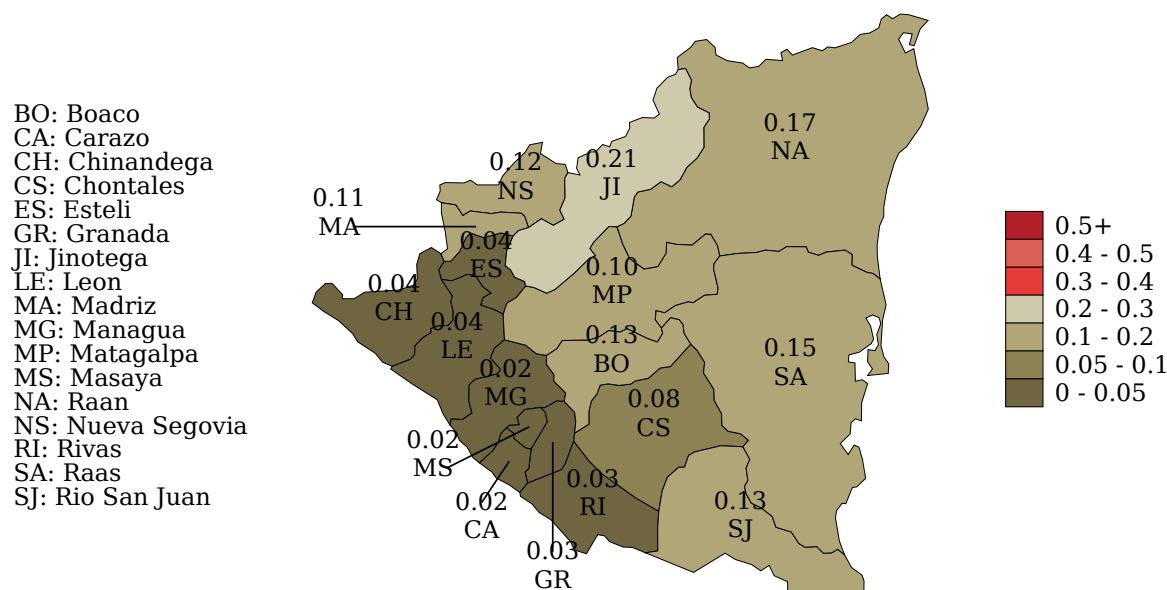 BO: Boaco
CA: Carazo
CH: Chinandega
CS: Chontales
ES: Esteli
GR: Granada
JI: Jinotega
LE: Leon
MA: Madriz
MG: Managua
MP: Matagalpa
MS: Masaya
NA: Raan
NS: Nueva Segovia
RI: Rivas
SA: Raas
SJ: Rio San Juan
0.17
NA
0.12
NS
0.21
JI
0.11
MA
0.04
ES
0.04
CH
0.10
MP
0.04
LE
0.13
BO
0.15
SA
0.02
MG
0.08
CS
0.02
MS
0.03
RI
0.02
CA
0.13
SJ
0.03
GR
0.5+
0.4 - 0.5
0.3 - 0.4
0.2 - 0.3
0.1 - 0.2
0.05 - 0.1
0 - 0.05